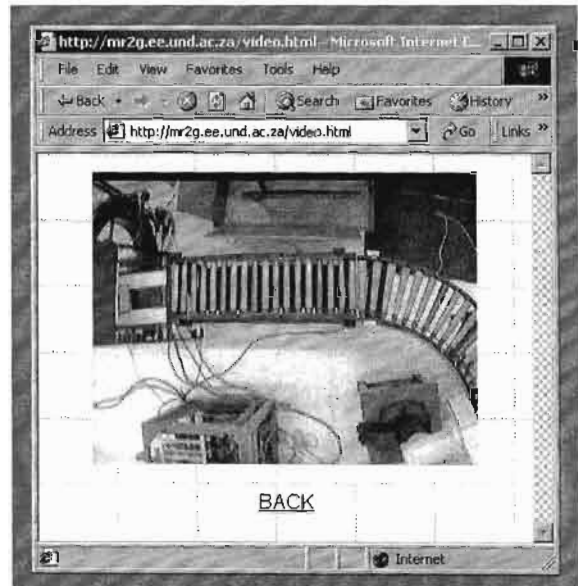 http://mr2g.ee.und.ac.za/video.html - Microsoft Internet
File Edit View Favorites Tools Help
Back Search Favorites History »
Address http://mr2g.ee.und.ac.za/video.html Go Links »
BACK
Internet